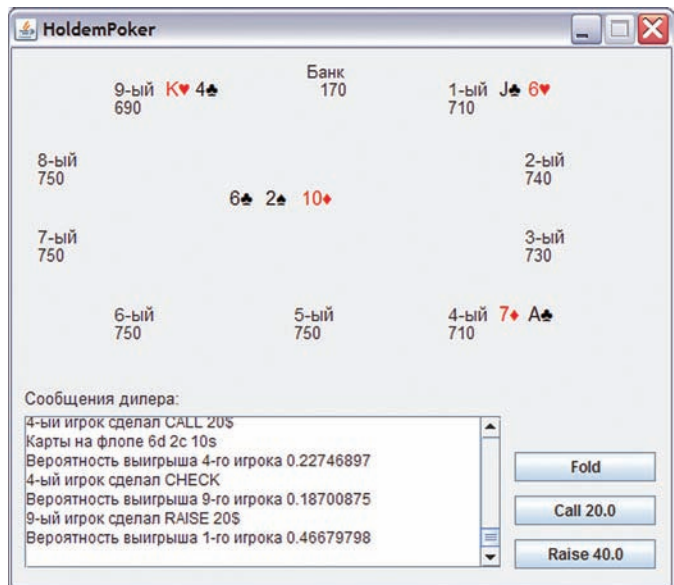 HoldemPoker
Банк
170
9-ый K♥ 4♣
690
1-ый J♣ 6♥
710
8-ый
750
2-ый
740
6♣ 2♠ 10♦
7-ый
750
3-ый
730
6-ый
750
5-ый
750
4-ый 7♦ A♣
710
Сообщения дилера:
4-ый игрок сделал CALL 20$
Карты на флопе 6d 2c 10s
Вероятность выигрыша 4-го игрока 0.22746897
4-ый игрок сделал CHECK
Вероятность выигрыша 9-го игрока 0.18700875
9-ый игрок сделал RAISE 20$
Вероятность выигрыша 1-го игрока 0.46679798
Fold
Call 20.0
Raise 40.0